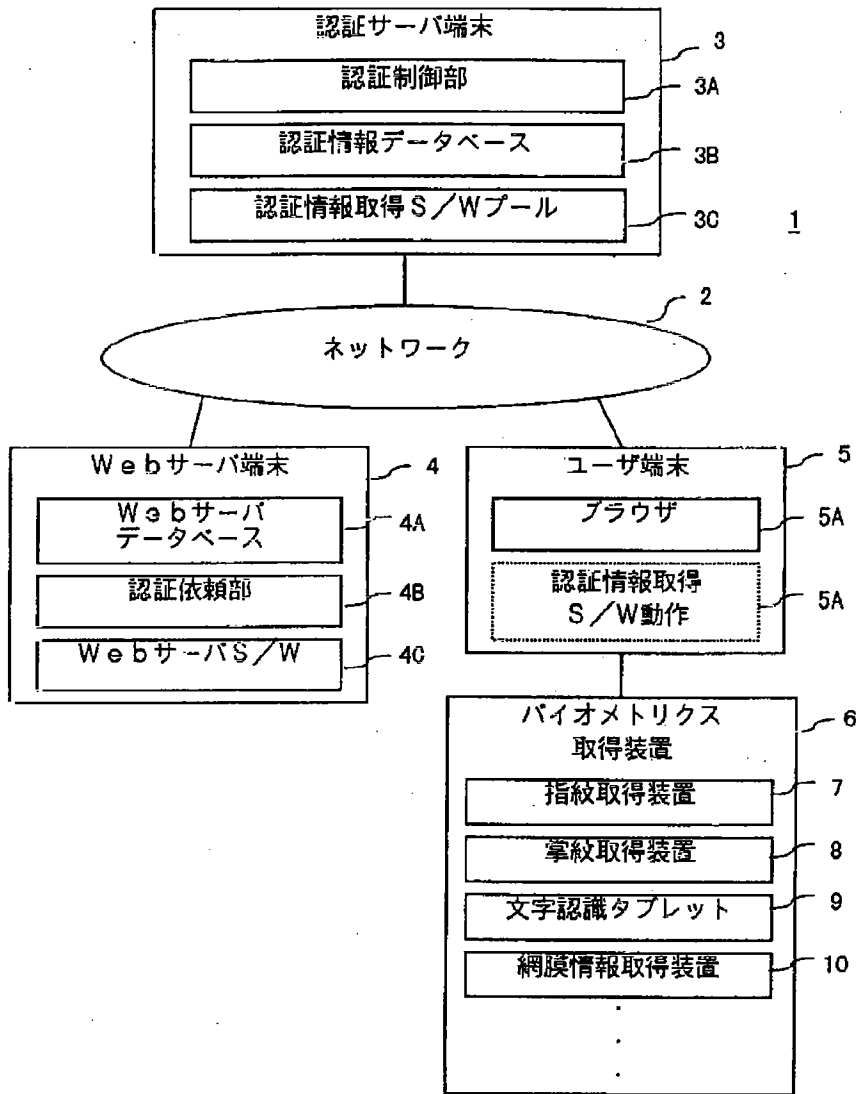 認証サーバ端末
3
認証制御部
3A
認証情報データベース
3B
認証情報取得S/Wプール
3C
1
2
ネットワーク
Webサーバ端末
4
Webサーバ
データベース
4A
認証依頼部
4B
WebサーバS/W
4C
ユーザ端末
5
ブラウザ
5A
認証情報取得
S/W動作
5A
バイオメトリクス
取得装置
6
指紋取得装置
7
掌紋取得装置
8
文字認識タブレット
9
網膜情報取得装置
10